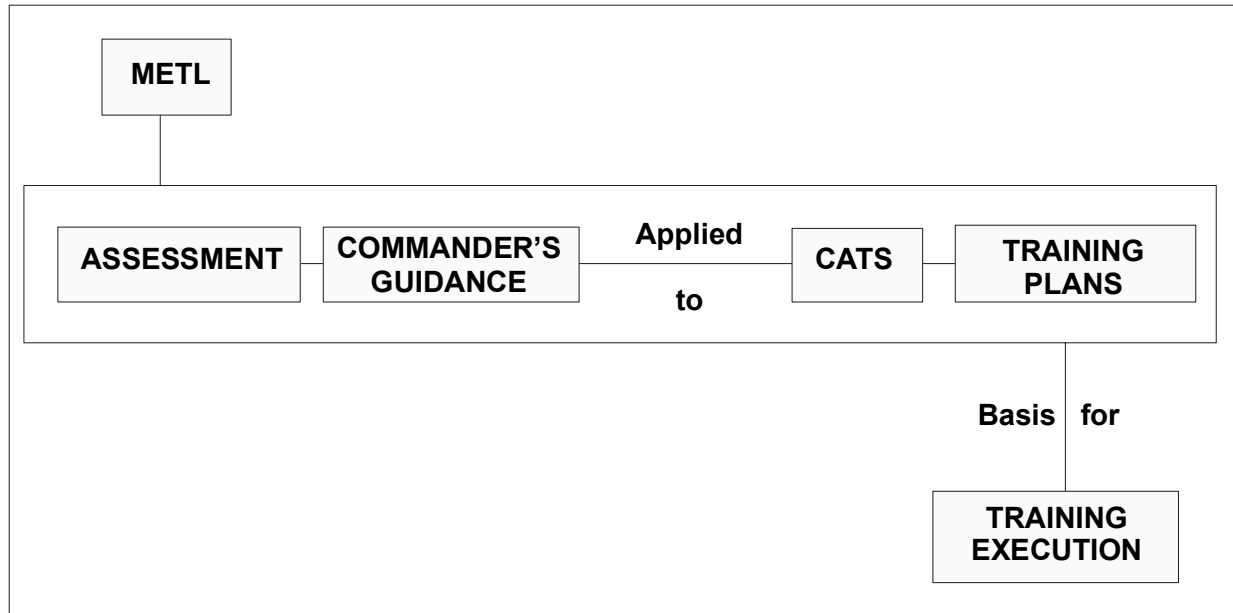 METL
ASSESSMENT
COMMANDER’S
GUIDANCE
Applied
to
CATS
TRAINING
PLANS
Basis for
TRAINING
EXECUTION